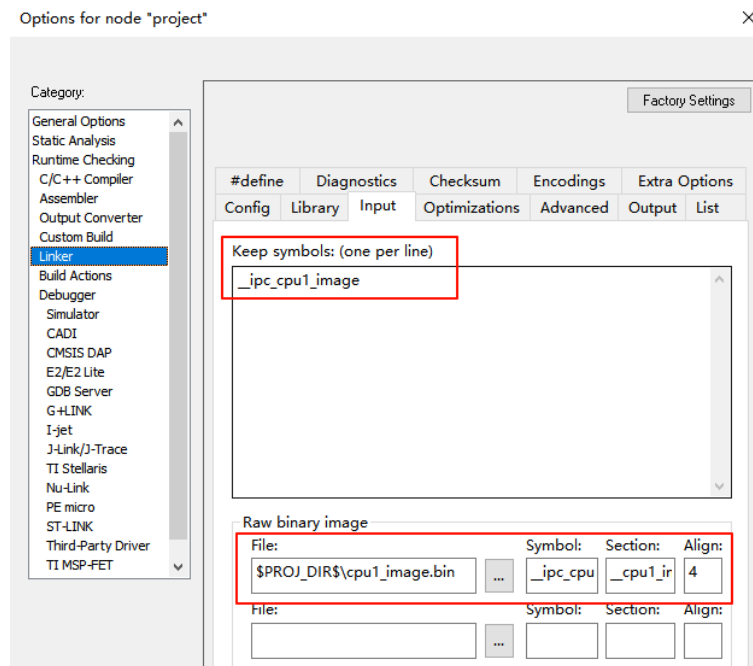 Options for node "project"
Category:
General Options
Static Analysis
Runtime Checking
C/C++ Compiler
Assembler
Output Converter
Custom Build
Linker
Build Actions
Debugger
Simulator
CADI
CMSIS DAP
E2/E2 Lite
GDB Server
G+LINK
I-jet
J-Link/J-Trace
TI Stellaris
Nu-Link
PE micro
ST-LINK
Third-Party Driver
TI MSP-FET
Factory Settings
#define Diagnostics Checksum Encodings Extra Options
Config Library Input Optimizations Advanced Output List
Keep symbols: (one per line)
__ipc_cpu1_image
Raw binary image
File: Symbol: Section: Align:
$PROJ_DIR$\cpu1_image.bin ... __ipc_cpu __cpu1_ir 4
File: Symbol: Section: Align:
...